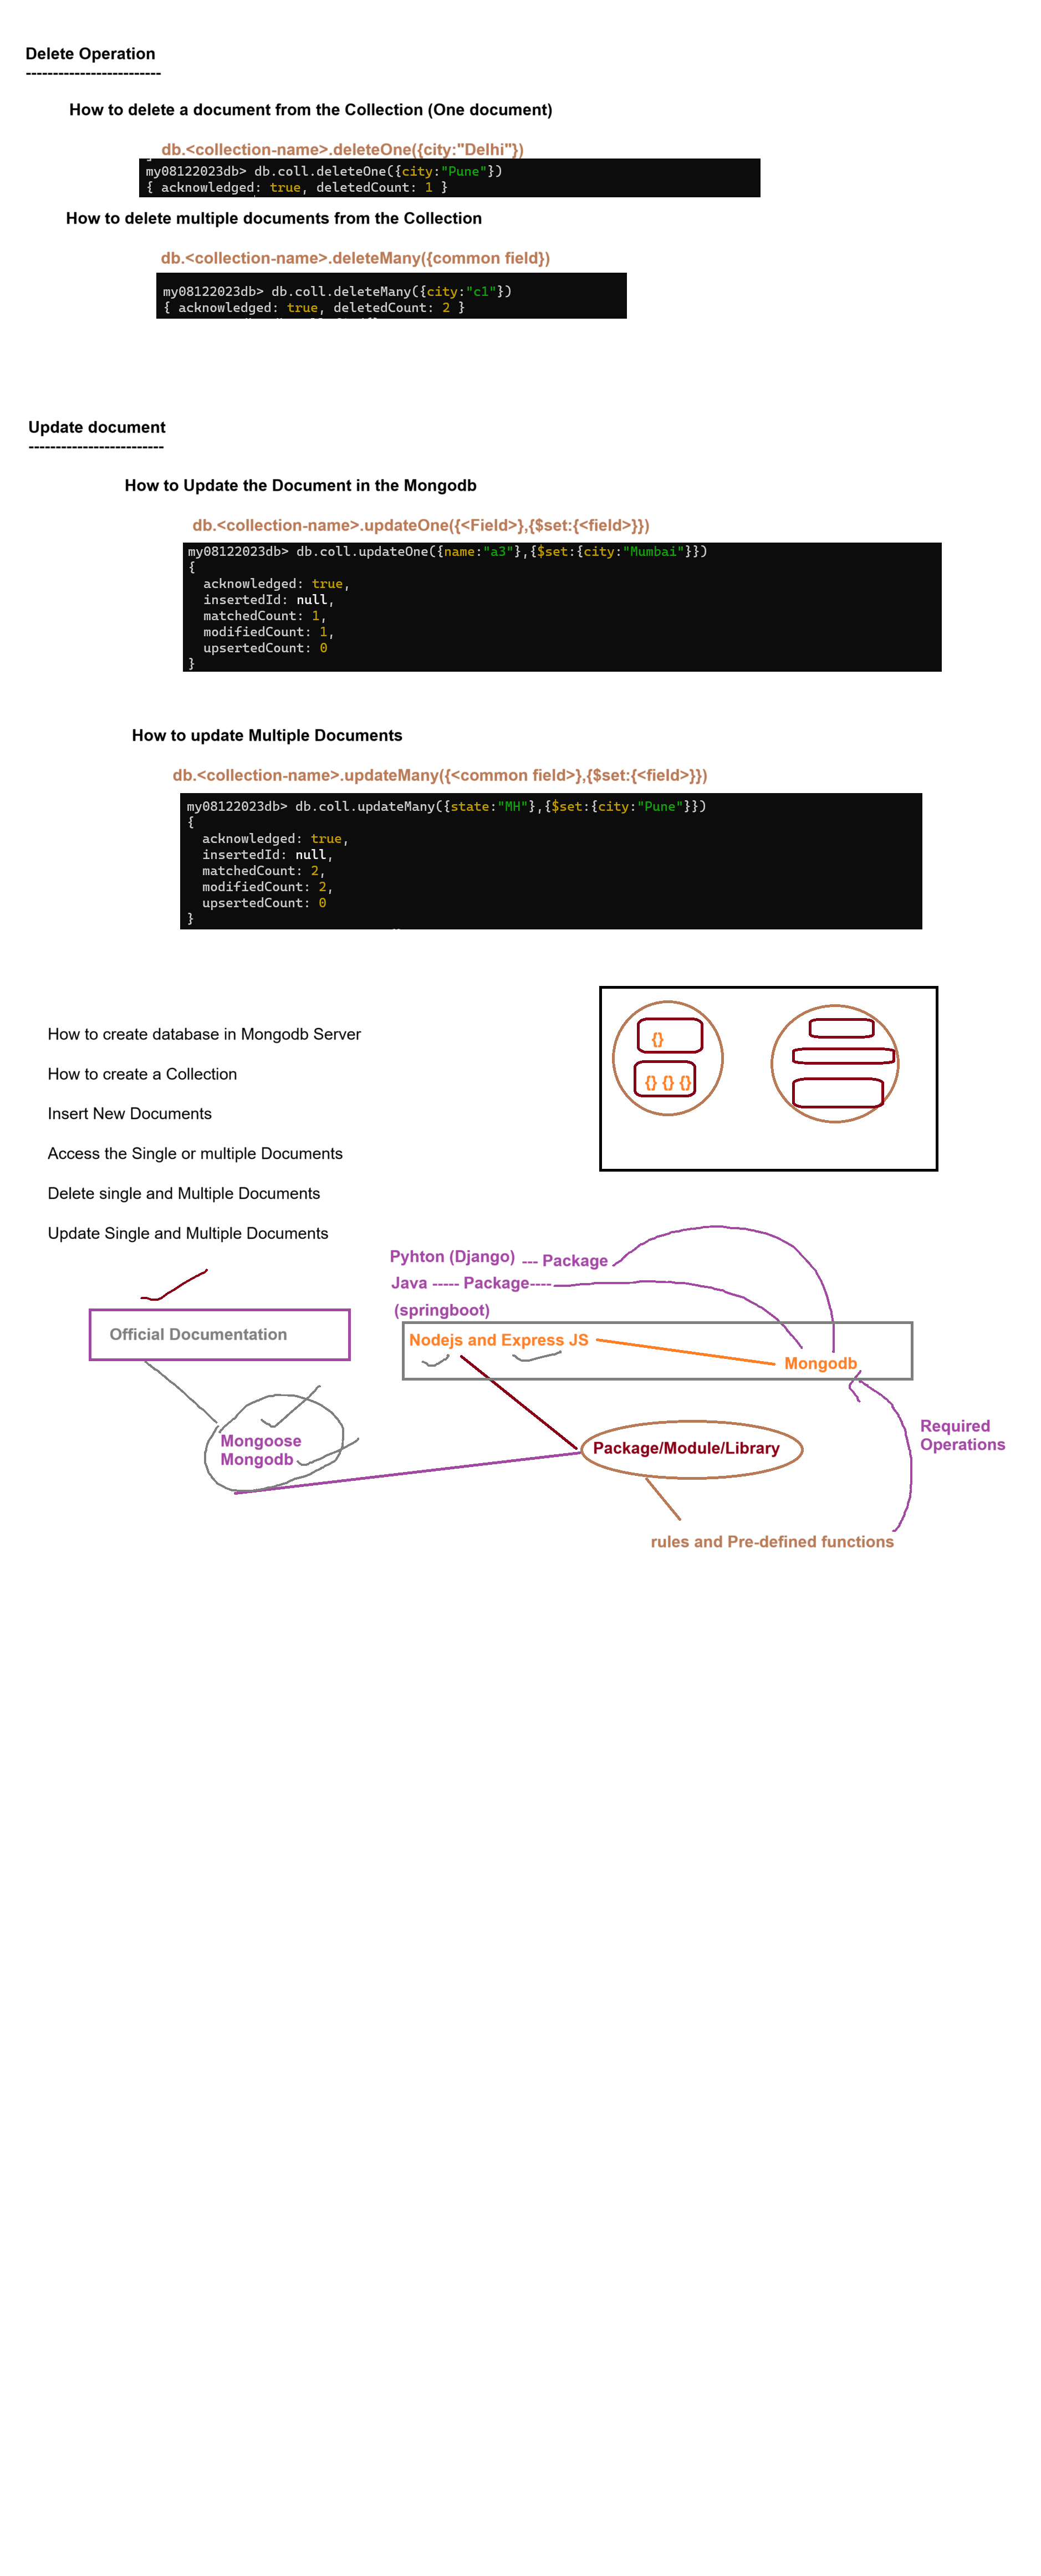 Delete Operation
-------------------------
How to delete a document from the Collection (One document)
db.<collection-name>.deleteOne({city:"Delhi"})
my08122023db> db.coll.deleteOne({city:"Pune"})
{ acknowledged: true, deletedCount: 1 }
How to delete multiple documents from the Collection
db.<collection-name>.deleteMany({common field})
my08122023db> db.coll.deleteMany({city:"c1"})
{ acknowledged: true, deletedCount: 2 }
Update document
-------------------------
How to Update the Document in the Mongodb
db.<collection-name>.updateOne({<Field>},{$set:{<field>}})
my08122023db> db.coll.updateOne({name:"a3"},{$set:{city:"Mumbai"}})
{
acknowledged: true,
insertedId: null,
matchedCount: 1,
modifiedCount: 1,
upsertedCount: 0
}
How to update Multiple Documents
db.<collection-name>.updateMany({<common field>},{$set:{<field>}})
my08122023db> db.coll.updateMany({state:"MH"},{$set:{city:"Pune"}})
{
acknowledged: true,
insertedId: null,
matchedCount: 2,
modifiedCount: 2,
upsertedCount: 0
}
How to create database in Mongodb Server
How to create a Collection
Insert New Documents
Access the Single or multiple Documents
Delete single and Multiple Documents
Update Single and Multiple Documents
{}
{} {} {}
Pyhton (Django) --- Package
Java ----- Package----
(springboot)
Official Documentation
Nodejs and Express JS
Mongodb
Mongoose
Mongodb
Package/Module/Library
Required
Operations
rules and Pre-defined functions